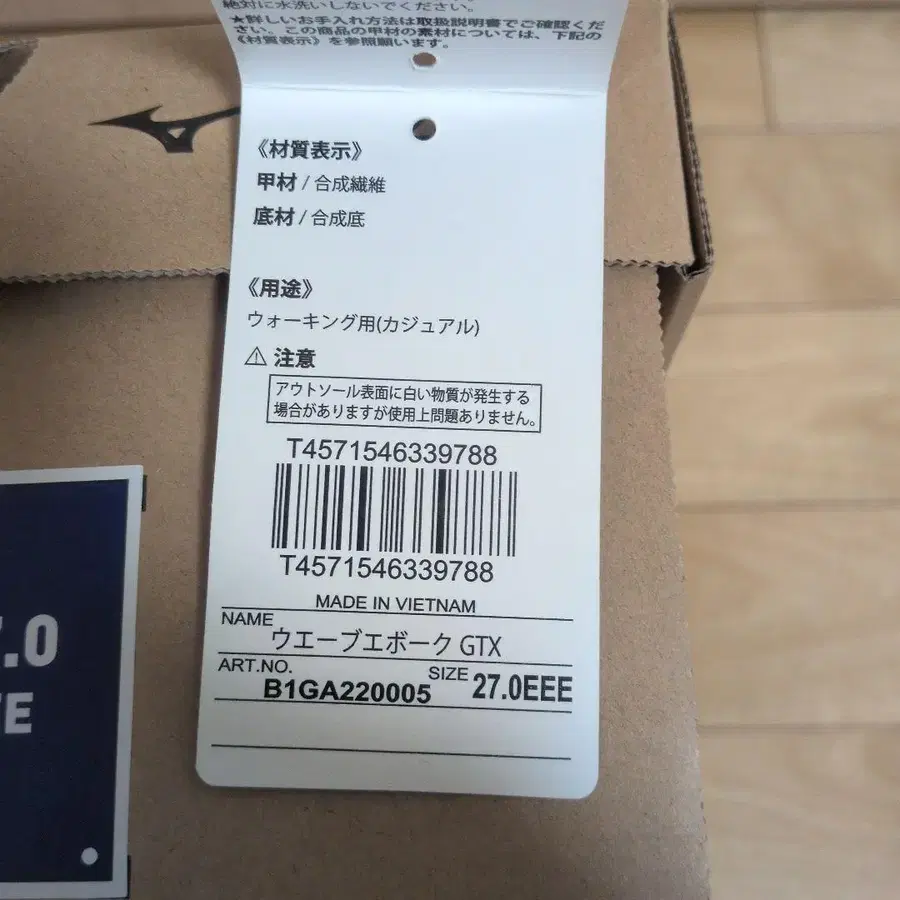 絶対に水洗いしないでください。
★詳しいお手入れ方法は取扱説明書でご確認くだ
さい。この商品の甲材の素材については、下記の
《材質表示》を参照願います。
《材質表示》
甲材 / 合成繊維
底材 / 合成底
《用途》
ウォーキング用(カジュアル)
⚠ 注意
アウトソール表面に白い物質が発生する
場合がありますが使用上問題ありません。
T4571546339788
T4571546339788
MADE IN VIETNAM
NAME
ウエーブエボーク GTX
ART.NO.
B1GA220005
SIZE 27.0EEE
.0